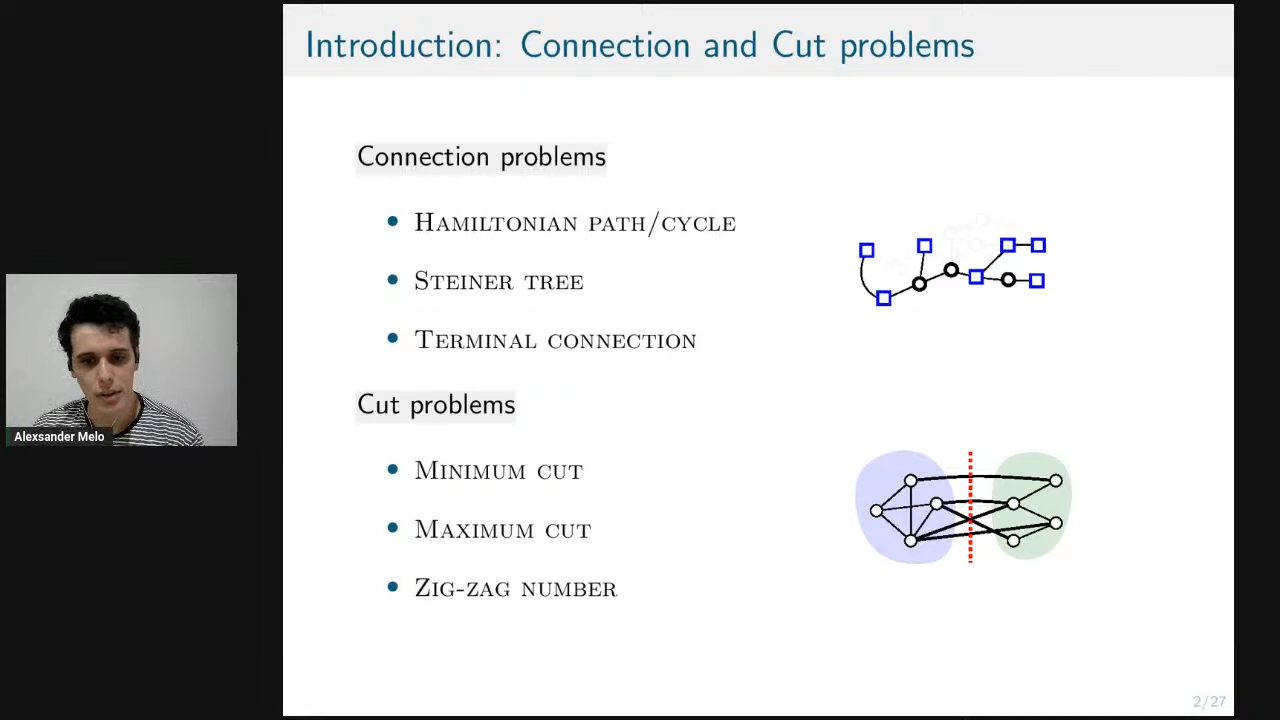 Introduction: Connection and Cut problems
Connection problems
• HAMILTONIAN PATH/CYCLE
• STEINER TREE
• TERMINAL CONNECTION
Cut problems
• MINIMUM CUT
• MAXIMUM CUT
• ZIG-ZAG NUMBER
Alexsander Melo
2/27